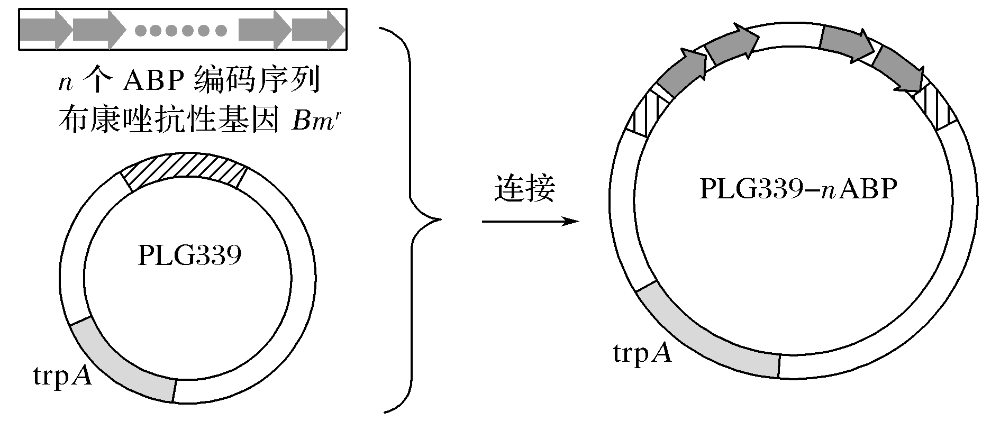 n 个 ABP 编码序列
布康唑抗性基因 Bmʳ
PLG339
trpA
连接
PLG339-nABP
trpA